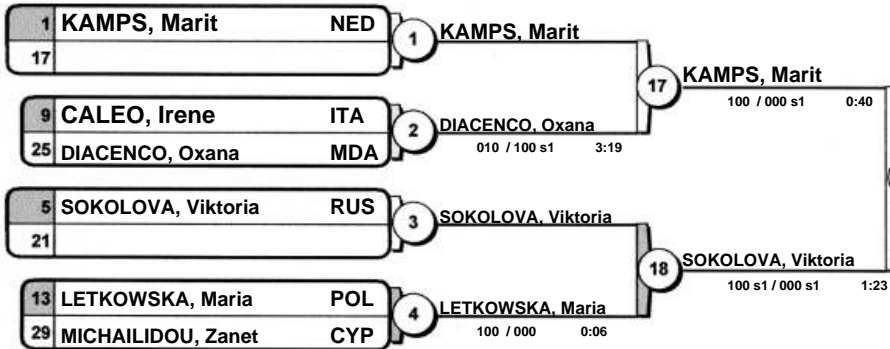 1 KAMPS, Marit NED
17
1 KAMPS, Marit
9 CALEO, Irene ITA
25 DIACENCO, Oxana MDA
2 DIACENCO, Oxana
010 / 100 s1 3:19
17 KAMPS, Marit
100 / 000 s1 0:40
5 SOKOLOVA, Viktoria RUS
21
3 SOKOLOVA, Viktoria
13 LETKOWSKA, Maria POL
29 MICHAILIDOU, Zanet CYP
4 LETKOWSKA, Maria
100 / 000 0:06
18 SOKOLOVA, Viktoria
100 s1 / 000 s1 1:23